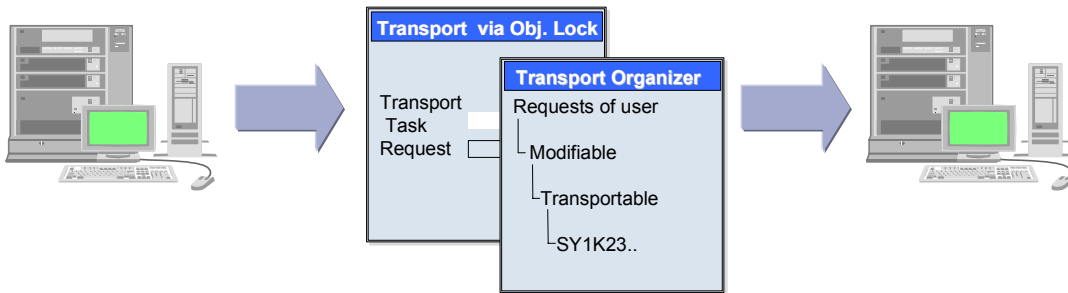 Transport via Obj. Lock
Transport
Task
Request
Transport Organizer
Requests of user
Modifiable
Transportable
SY1K23..